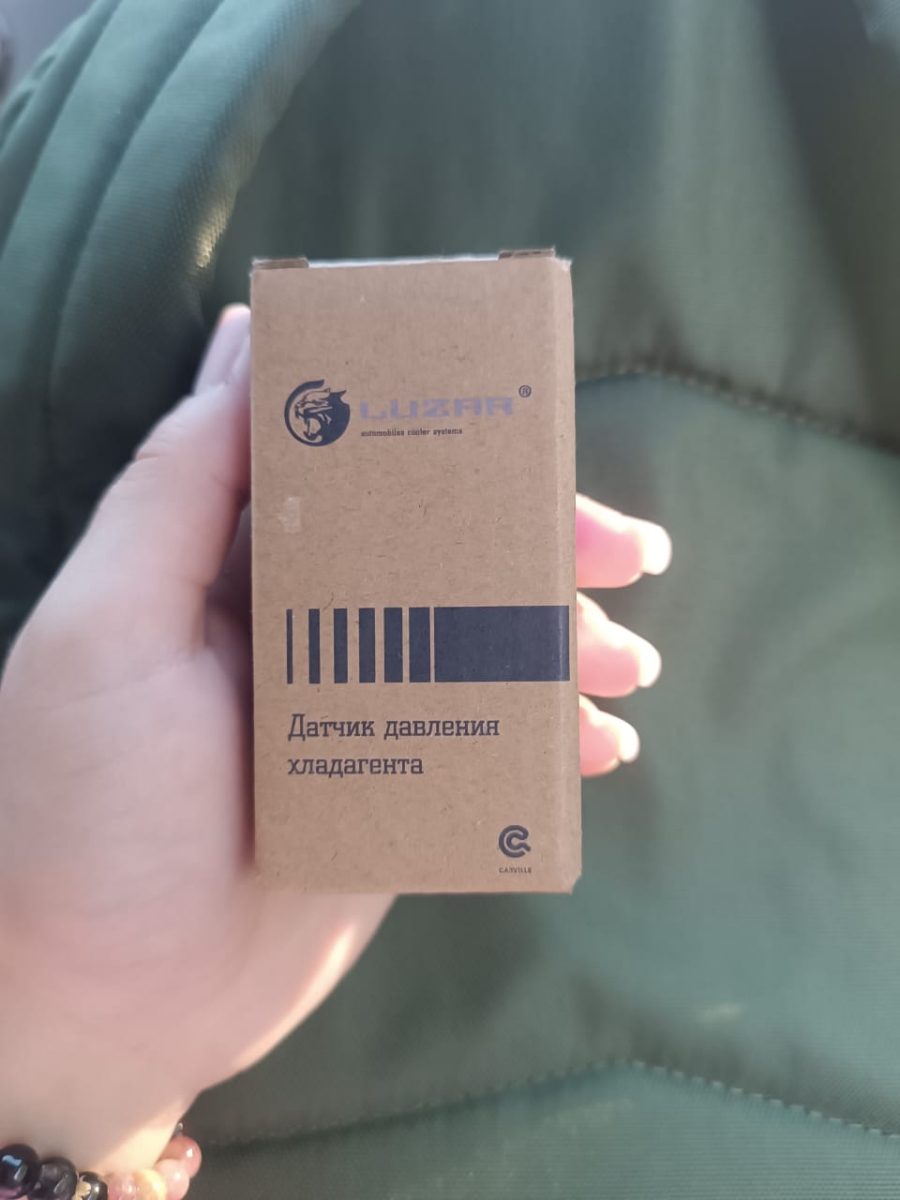 LUZAR®
automobiles cooler systems
Датчик давления
хладагента
CARVILLE